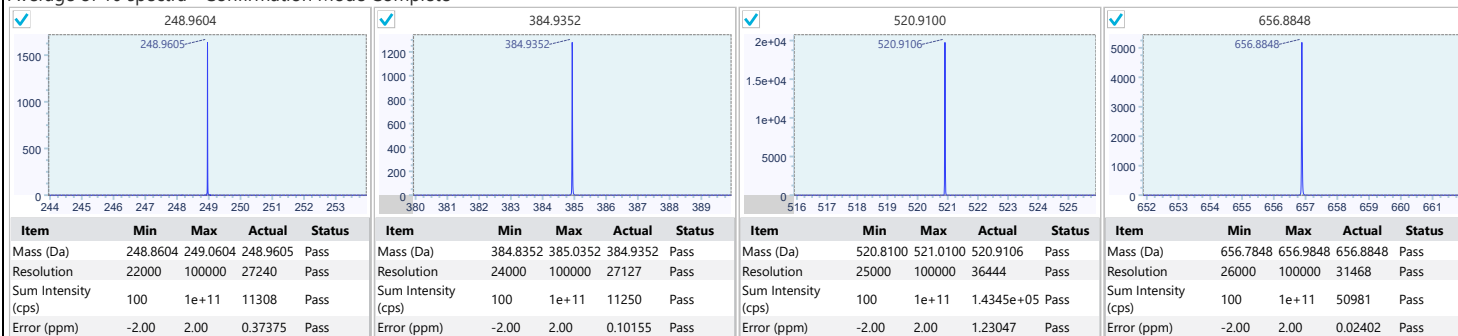 248.9604
384.9352
520.9100
656.8848
248.9605
1500
1000
500
0
244 245 246 247 248 249 250 251 252 253
384.9352
1200
1000
800
600
400
200
0
380 381 382 383 384 385 386 387 388 389
520.9106
2e+04
1.5e+04
1e+04
5000
0
516 517 518 519 520 521 522 523 524 525
656.8848
5000
4000
3000
2000
1000
0
652 653 654 655 656 657 658 659 660 661
Item Min Max Actual Status
Mass (Da) 248.8604 249.0604 248.9605 Pass
Resolution 22000 100000 27240 Pass
Sum Intensity
(cps) 100 1e+11 11308 Pass
Error (ppm) -2.00 2.00 0.37375 Pass
Item Min Max Actual Status
Mass (Da) 384.8352 385.0352 384.9352 Pass
Resolution 24000 100000 27127 Pass
Sum Intensity
(cps) 100 1e+11 11250 Pass
Error (ppm) -2.00 2.00 0.10155 Pass
Item Min Max Actual Status
Mass (Da) 520.8100 521.0100 520.9106 Pass
Resolution 25000 100000 36444 Pass
Sum Intensity
(cps) 100 1e+11 1.4345e+05 Pass
Error (ppm) -2.00 2.00 1.23047 Pass
Item Min Max Actual Status
Mass (Da) 656.7848 656.9848 656.8848 Pass
Resolution 26000 100000 31468 Pass
Sum Intensity
(cps) 100 1e+11 50981 Pass
Error (ppm) -2.00 2.00 0.02402 Pass